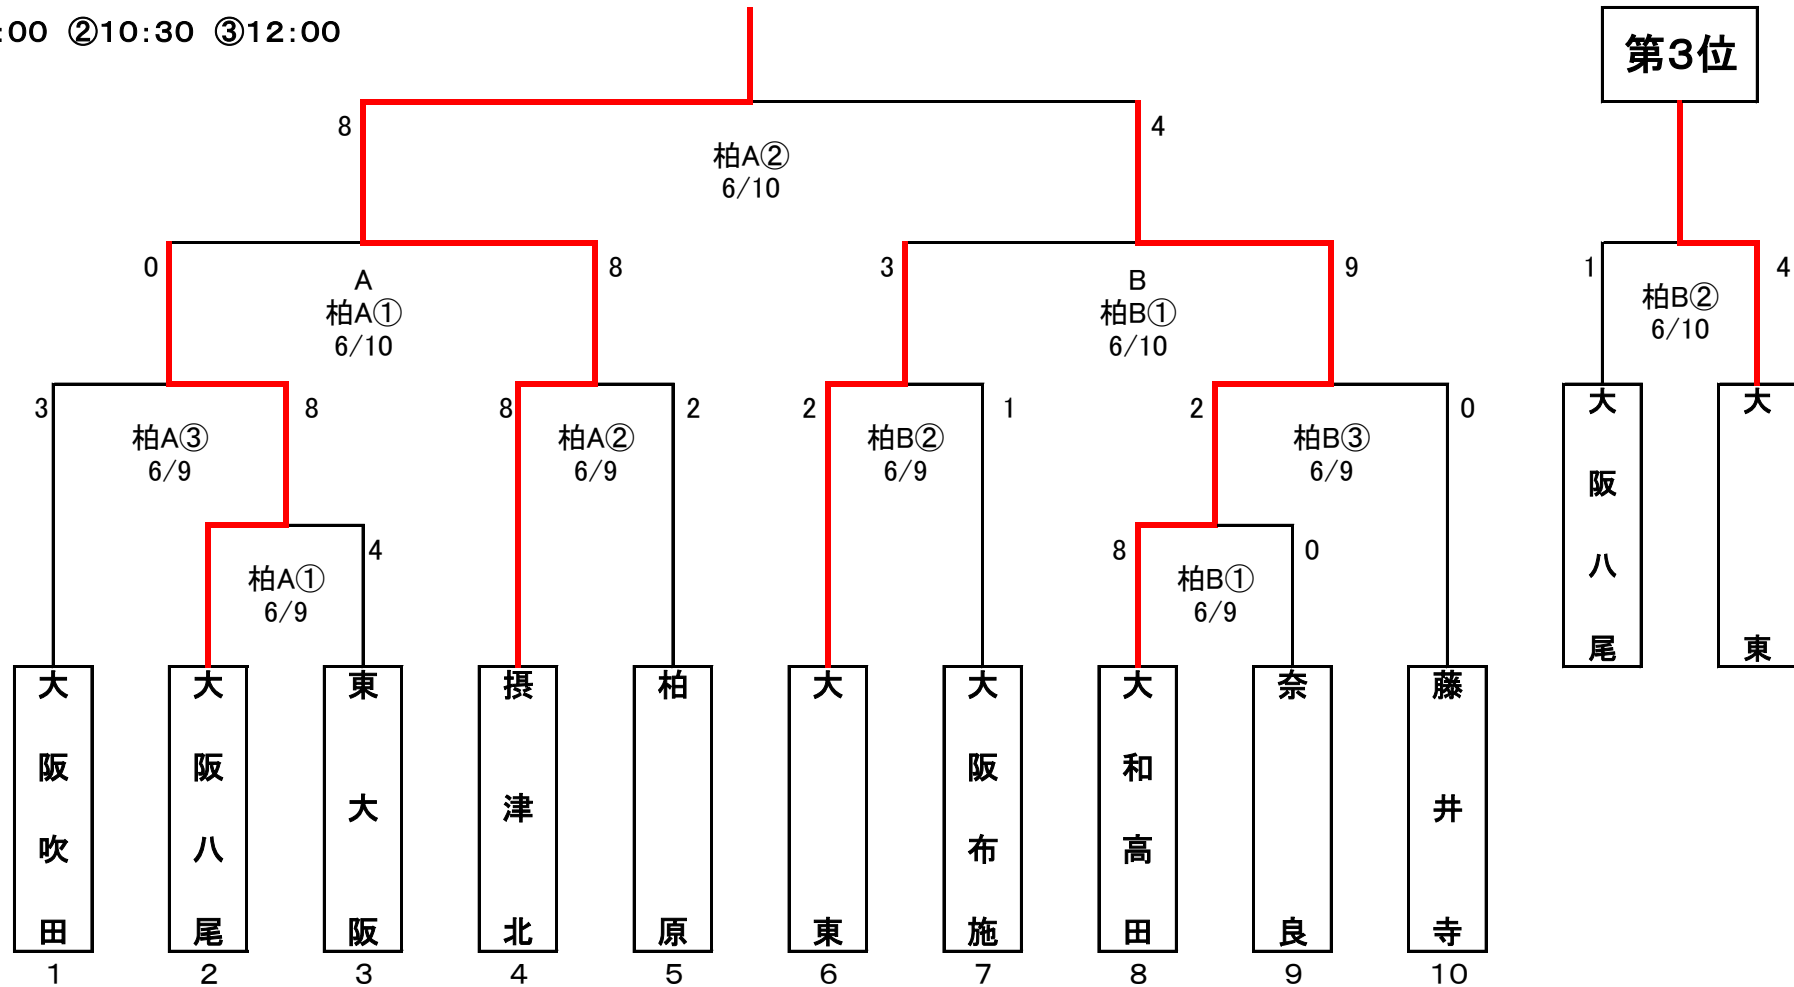 :00 ②10:30 ③12:00
第3位
8
4
柏A②
6/10
0
8
3
9
1
4
A
柏A①
6/10
B
柏B①
6/10
柏B②
6/10
3
8
8
2
2
1
2
0
柏A③
6/9
柏A②
6/9
柏B②
6/9
柏B③
6/9
4
8
0
柏A①
6/9
柏B①
6/9
大阪八尾
大東
大阪吹田
大阪八尾
東大阪
摂津北
柏原
大東
大阪布施
大和高田
奈良
藤井寺
1
2
3
4
5
6
7
8
9
10